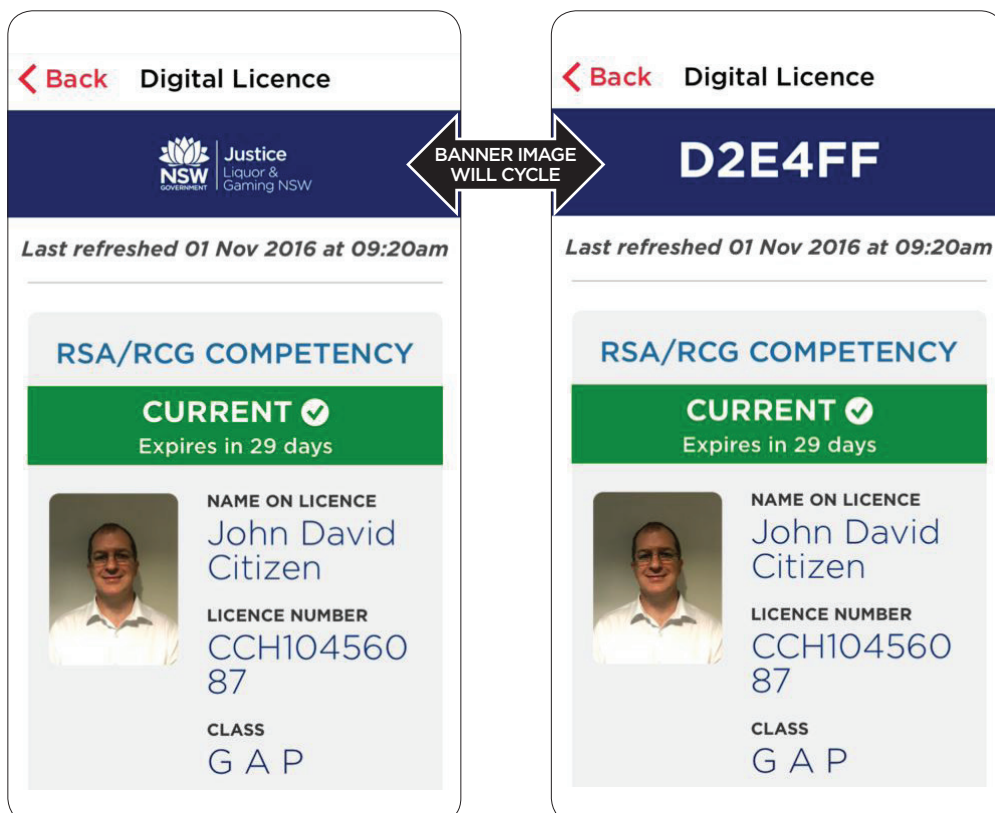 Back Digital Licence
NSW
GOVERNMENT
Justice
Liquor &
Gaming NSW
Last refreshed 01 Nov 2016 at 09:20am
RSA/RCG COMPETENCY
CURRENT
Expires in 29 days
NAME ON LICENCE
John David
Citizen
LICENCE NUMBER
CCH104560
87
CLASS
G A P
BANNER IMAGE
WILL CYCLE
Back Digital Licence
D2E4FF
Last refreshed 01 Nov 2016 at 09:20am
RSA/RCG COMPETENCY
CURRENT
Expires in 29 days
NAME ON LICENCE
John David
Citizen
LICENCE NUMBER
CCH104560
87
CLASS
G A P